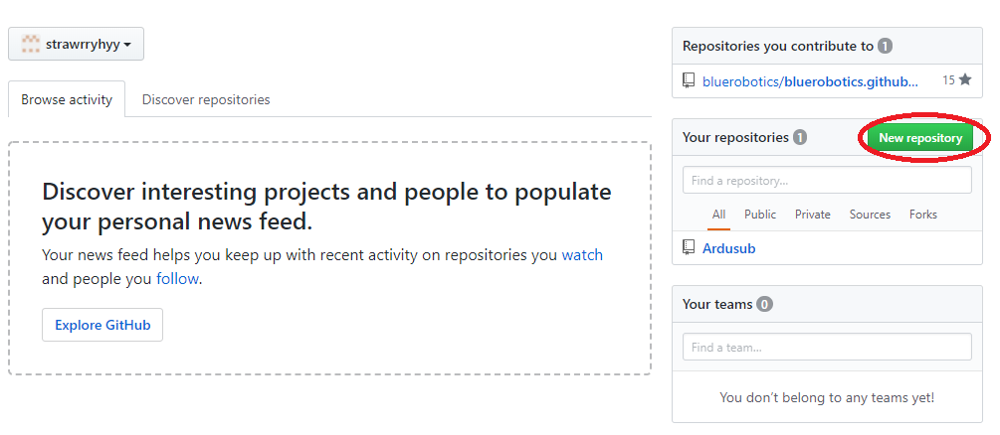 strawrryhyy
Browse activity
Discover repositories
Discover interesting projects and people to populate
your personal news feed.
Your news feed helps you keep up with recent activity on repositories you watch
and people you follow.
Explore GitHub
Repositories you contribute to 1
bluerobotics/bluerobotics.github... 15
Your repositories 1
New repository
Find a repository...
All Public Private Sources Forks
Ardusub
Your teams 0
Find a team...
You don't belong to any teams yet!